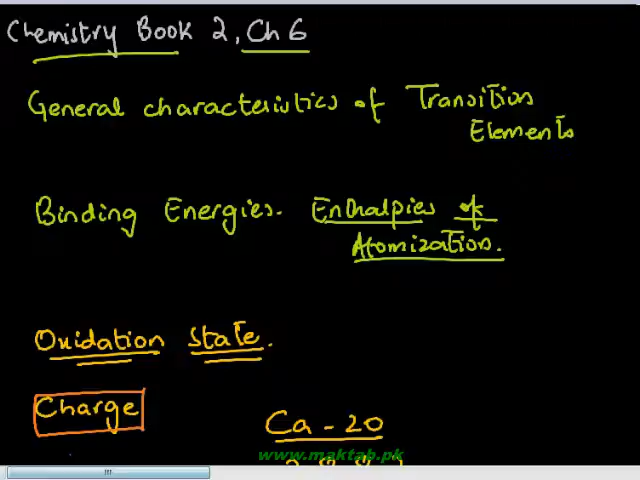 Chemistry Book 2, Ch 6
General characteristics of Transition
Elements
Binding Energies. Enthalpies of
Atomization.
Oxidation State.
Charge
Ca - 20
www.maktab.pk